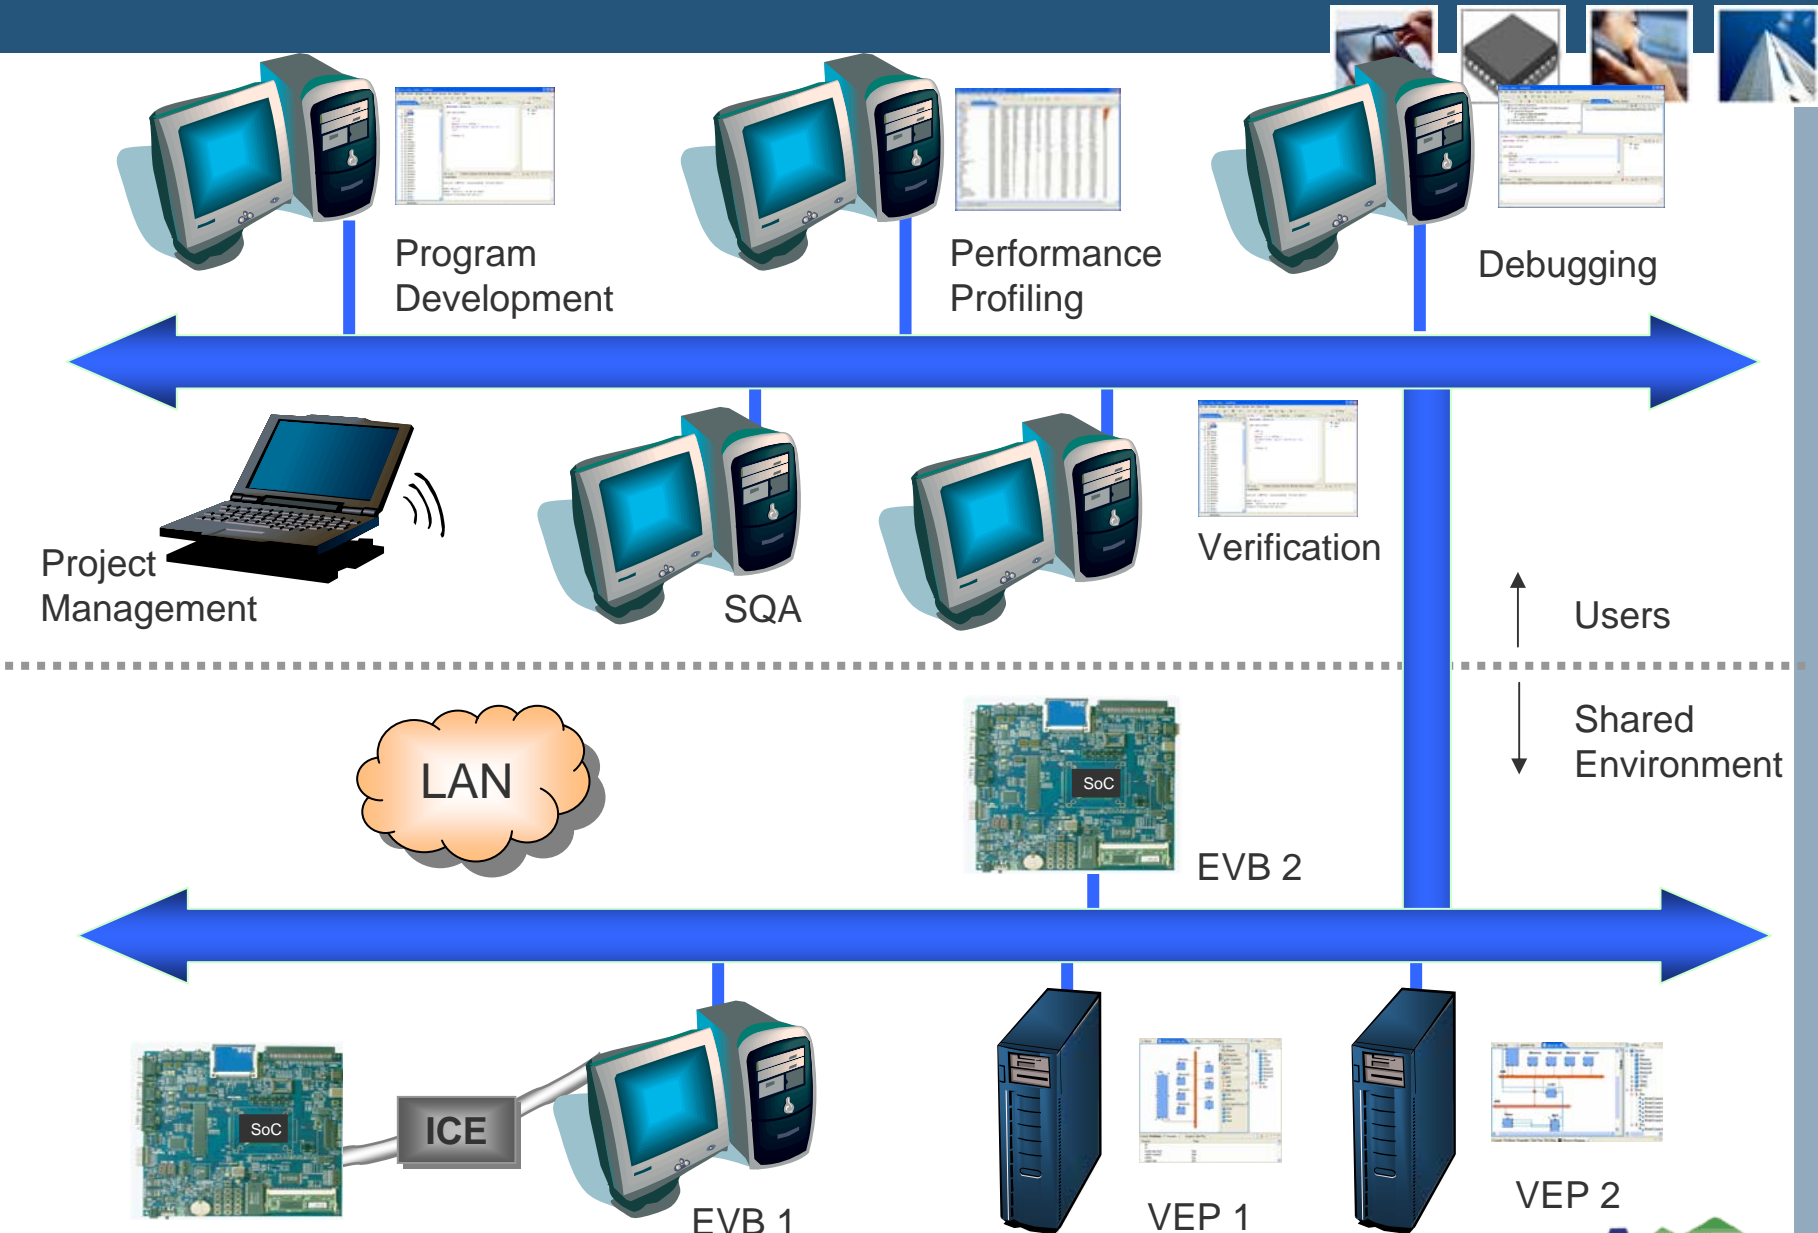 Program
Development
Performance
Profiling
Debugging
Project
Management
SQA
Verification
Users
Shared
Environment
LAN
SoC
EVB 2
SoC
ICE
EVB 1
VEP 1
VEP 2